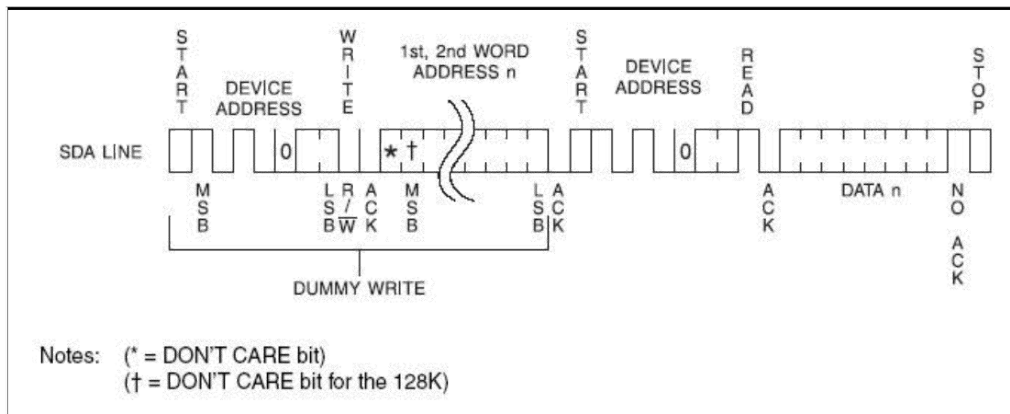 START
DEVICE
ADDRESS
WRITE
1st, 2nd WORD
ADDRESS n
START
DEVICE
ADDRESS
READ
STOP
SDA LINE
0
* †
0
MSB
LSB
R/W
ACK
MSB
LSB
ACK
ACK
DATA n
NO ACK
DUMMY WRITE
Notes: (* = DON'T CARE bit)
(† = DON'T CARE bit for the 128K)